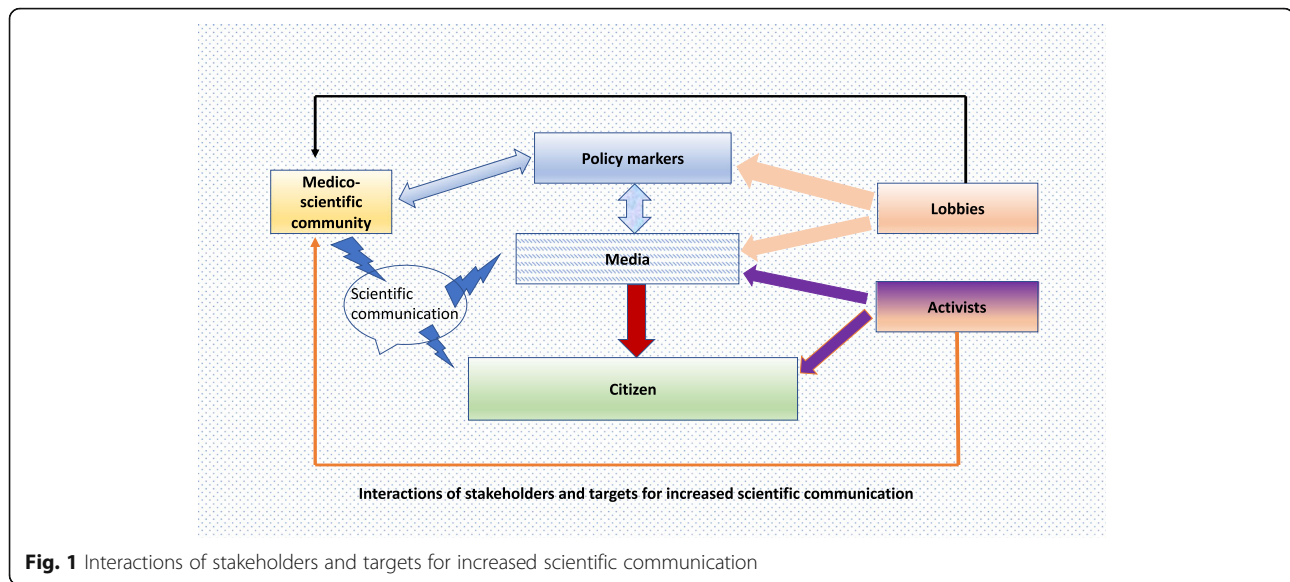 Policy markers
Medico-
scientific
community
Lobbies
Media
Scientific
communication
Activists
Citizen
Interactions of stakeholders and targets for increased scientific communication
Fig. 1 Interactions of stakeholders and targets for increased scientific communication